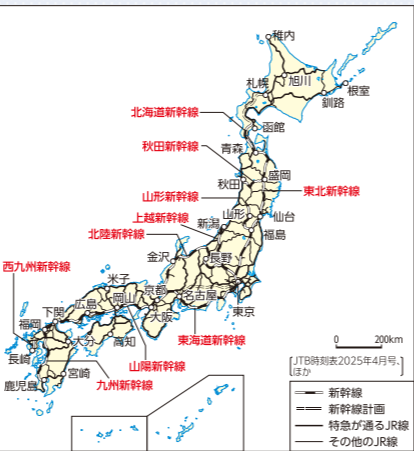 稚内
札幌
旭川
根室
釧路
北海道新幹線
函館
青森
秋田新幹線
盛岡
秋田
東北新幹線
山形新幹線
上越新幹線
新潟
山形
仙台
北陸新幹線
福島
金沢
長野
西九州新幹線
米子
京都
名古屋
東京
広島
岡山
下関
大阪
福岡
東海道新幹線
大分
高知
長崎
山陽新幹線
宮崎
鹿児島
九州新幹線
0 200km
[JTB時刻表2025年4月号、
ほか]
新幹線
新幹線計画
特急が通るJR線
その他のJR線